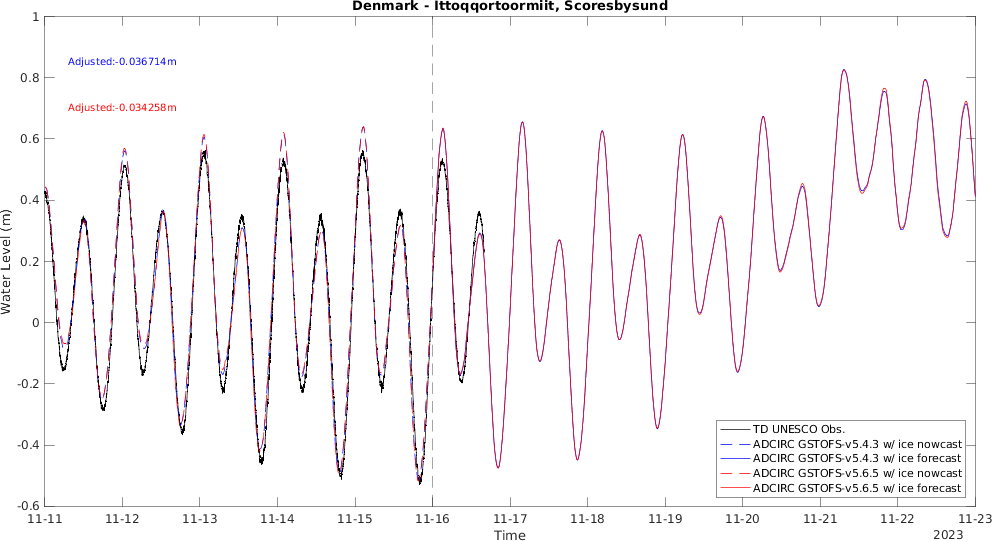 Denmark - Ittoqqortoormiit, Scoresbysund
Adjusted:-0.036714m
Adjusted:-0.034258m
Water Level (m)
1
0.8
0.6
0.4
0.2
0
-0.2
-0.4
-0.6
TD UNESCO Obs.
ADCIRC GSTOFS-v5.4.3 w/ ice nowcast
ADCIRC GSTOFS-v5.4.3 w/ ice forecast
ADCIRC GSTOFS-v5.6.5 w/ ice nowcast
ADCIRC GSTOFS-v5.6.5 w/ ice forecast
11-11 11-12 11-13 11-14 11-15 11-16 11-17 11-18 11-19 11-20 11-21 11-22 11-23
Time
2023